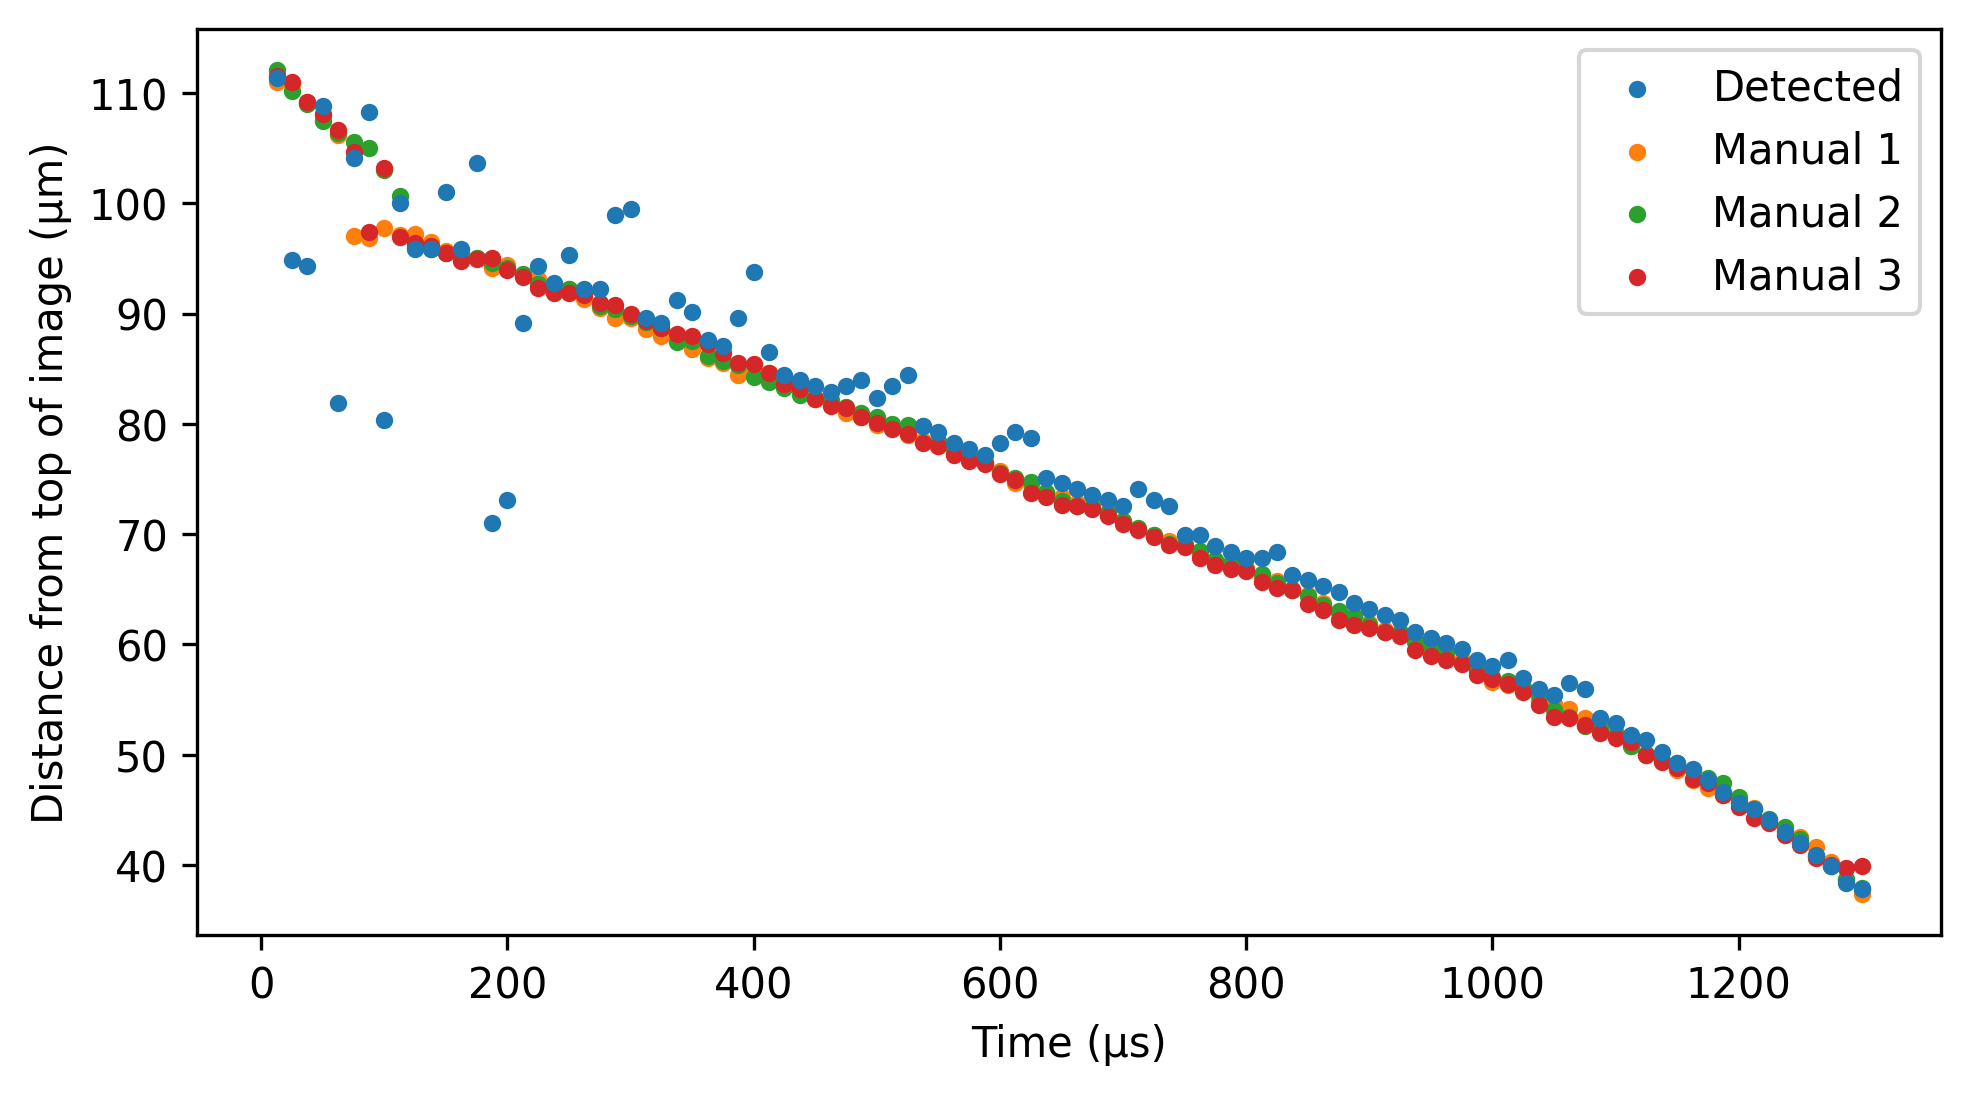 Detected
Manual 1
Manual 2
Manual 3
110
100
90
80
70
60
50
40
Distance from top of image (µm)
0 200 400 600 800 1000 1200
Time (µs)